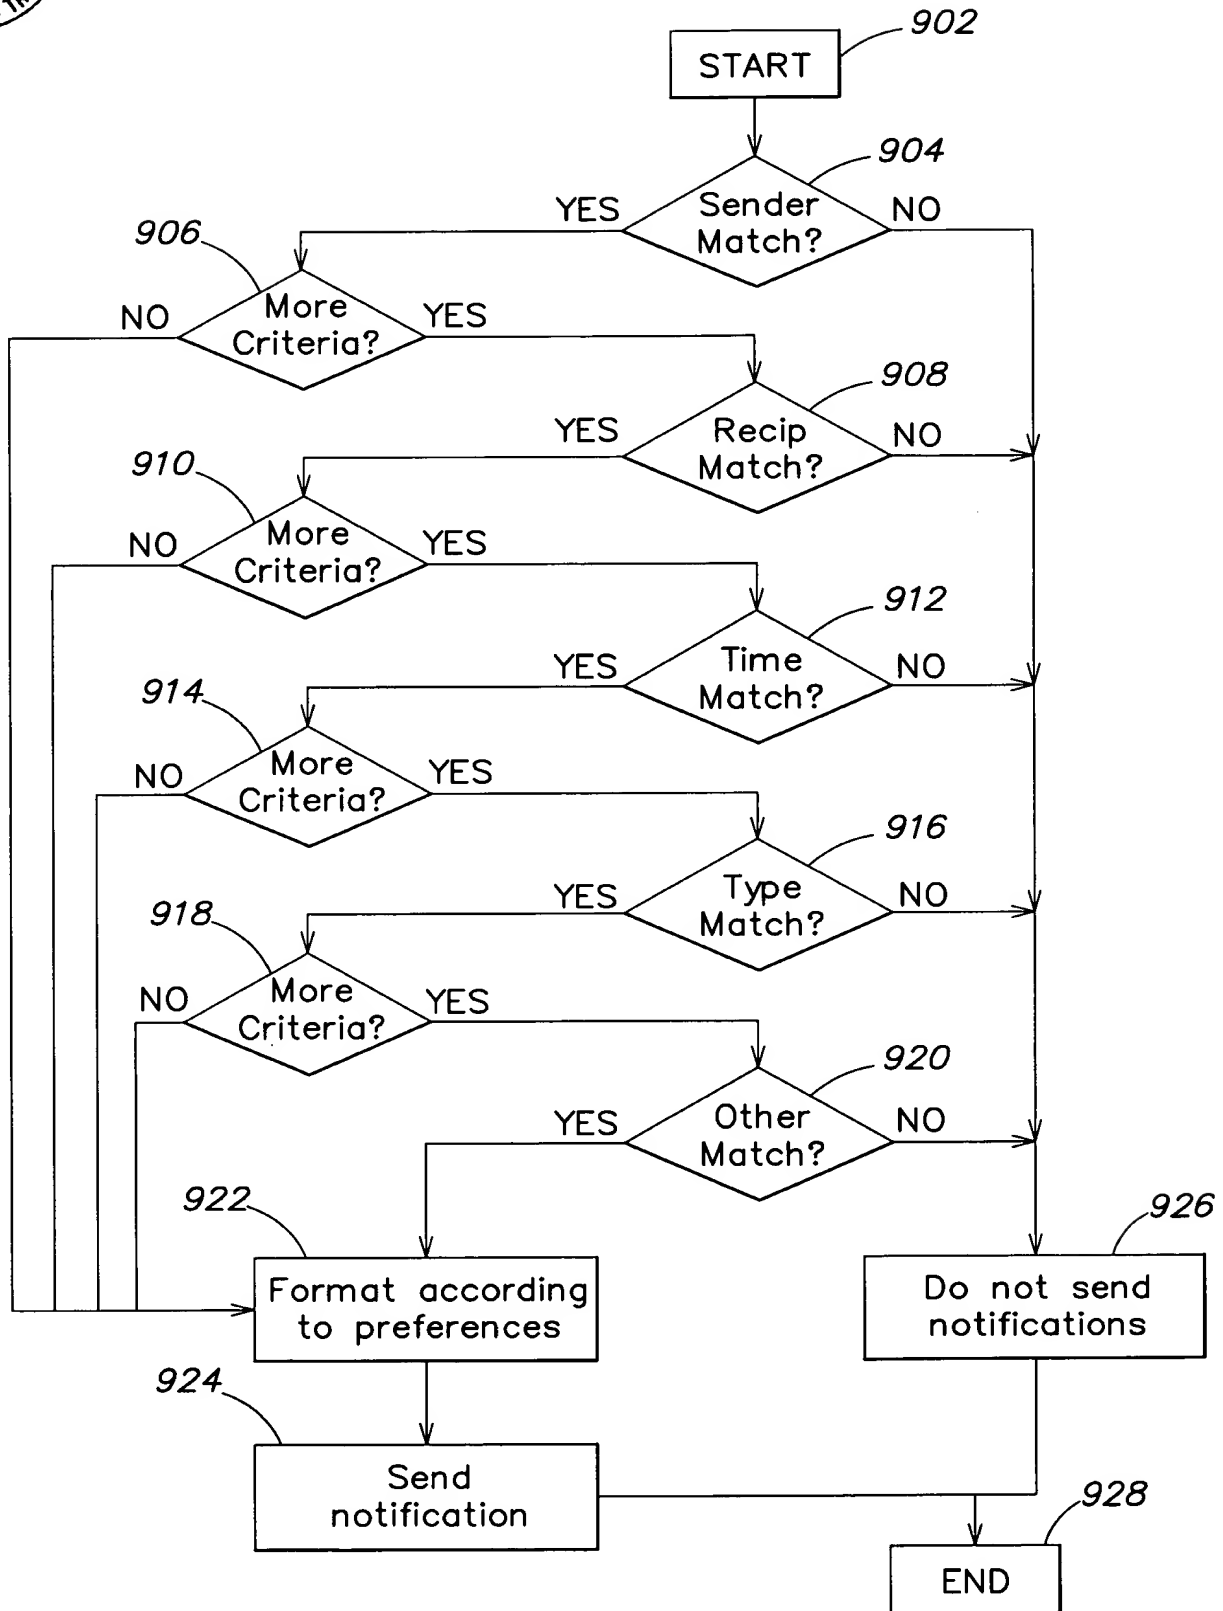 902
START
904
YES
Sender
Match?
NO
906
NO
More
Criteria?
YES
908
YES
Recip
Match?
NO
910
NO
More
Criteria?
YES
912
YES
Time
Match?
NO
914
NO
More
Criteria?
YES
916
YES
Type
Match?
NO
918
NO
More
Criteria?
YES
920
YES
Other
Match?
NO
922
926
Format according
to preferences
Do not send
notifications
924
Send
notification
928
END